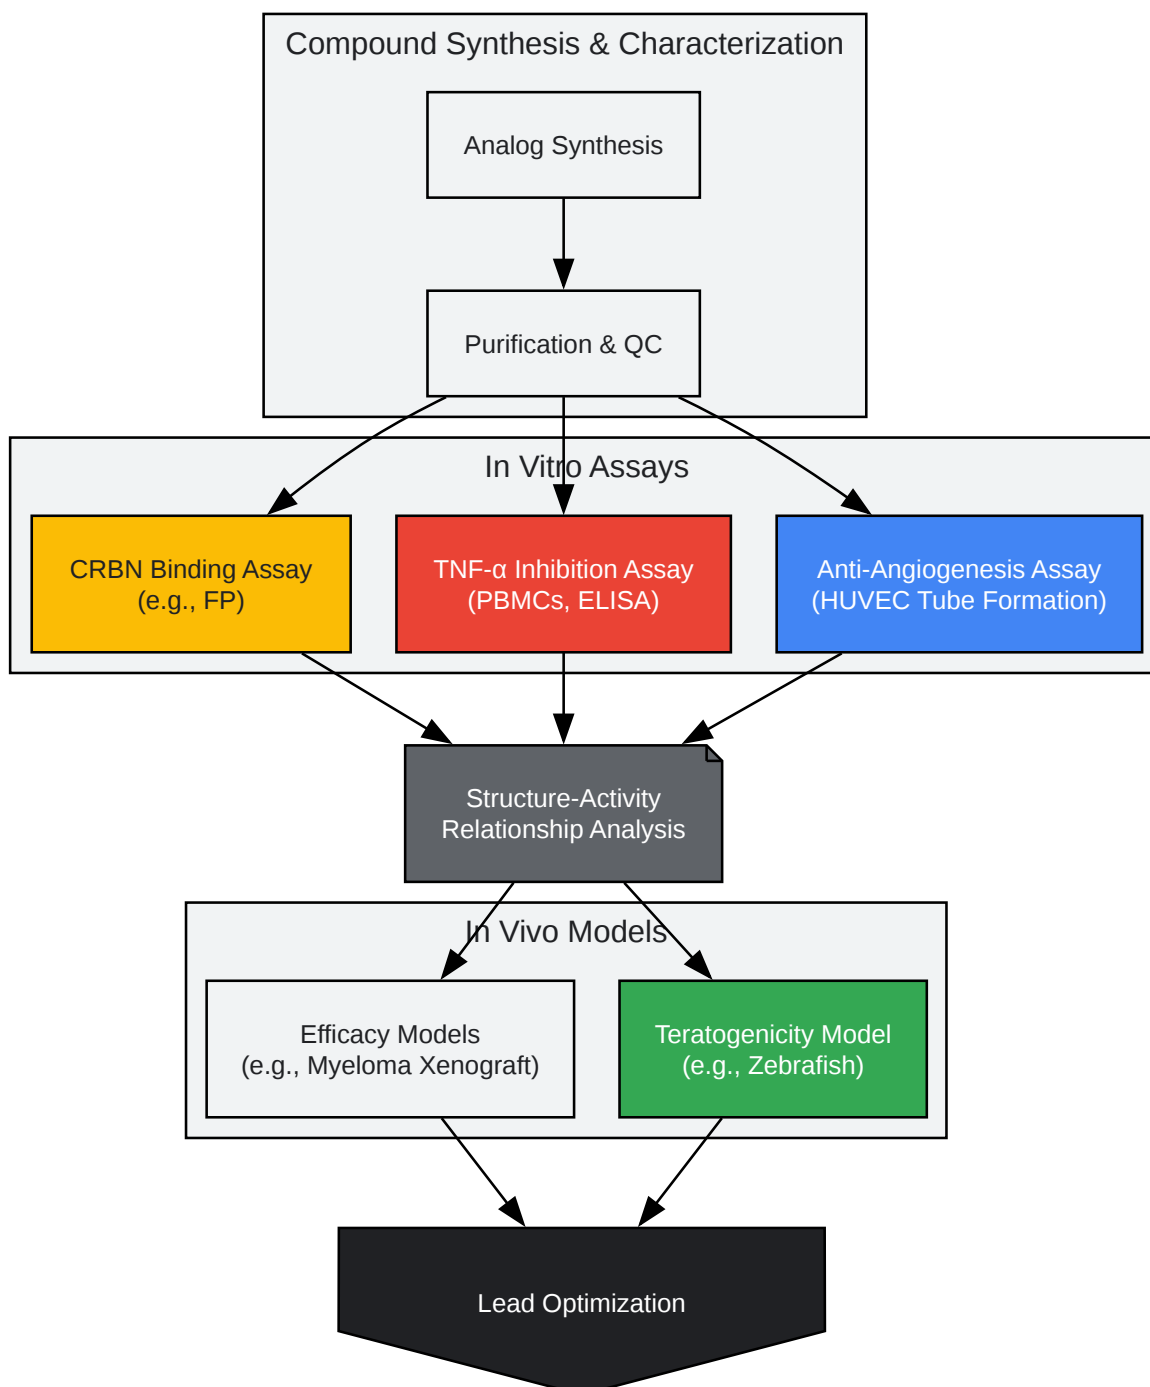 Compound Synthesis & Characterization
Analog Synthesis
Purification & QC
In Vitro Assays
CRBN Binding Assay
(e.g., FP)
TNF-α Inhibition Assay
(PBMCs, ELISA)
Anti-Angiogenesis Assay
(HUVEC Tube Formation)
Structure-Activity
Relationship Analysis
In Vivo Models
Efficacy Models
(e.g., Myeloma Xenograft)
Teratogenicity Model
(e.g., Zebrafish)
Lead Optimization